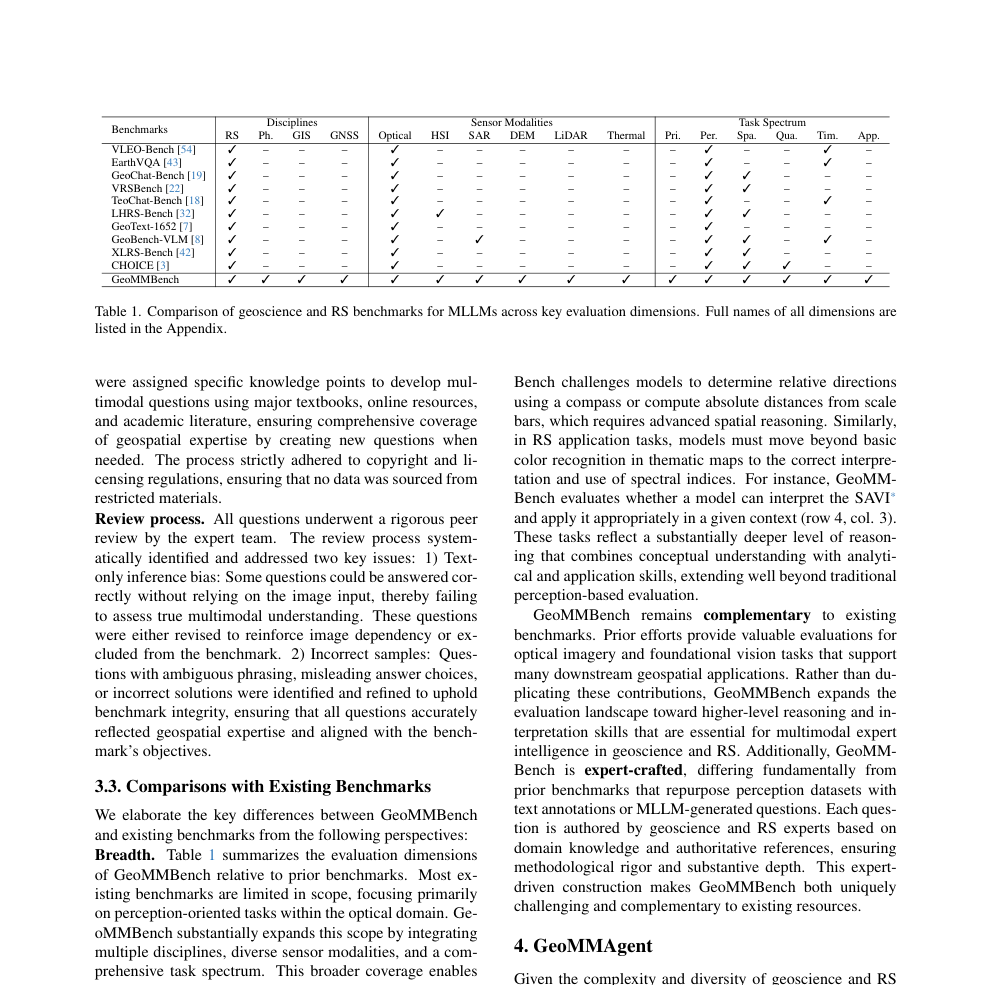 Benchmarks Disciplines Sensor Modalities Task Spectrum
RS Ph. GIS GNSS Optical HSI SAR DEM LiDAR Thermal Pri. Per. Spa. Qua. Tim. App.
VLEO-Bench [54] ✓ – – – ✓ – – – – – – ✓ – – ✓ –
EarthVQA [43] ✓ – – – ✓ – – – – – – ✓ – – ✓ –
GeoChat-Bench [19] ✓ – – – ✓ – – – – – – ✓ ✓ – – –
VRSBench [22] ✓ – – – ✓ – – – – – – ✓ ✓ – – –
TeoChat-Bench [18] ✓ – – – ✓ – – – – – – ✓ – – ✓ –
LHRS-Bench [32] ✓ – – – ✓ ✓ – – – – – ✓ ✓ – – –
GeoText-1652 [7] ✓ – – – ✓ – – – – – – ✓ – – – –
GeoBench-VLM [8] ✓ – – – ✓ – ✓ – – – – ✓ ✓ – ✓ –
XLRS-Bench [42] ✓ – – – ✓ – – – – – – ✓ ✓ – – –
CHOICE [3] ✓ – – – ✓ – – – – – – ✓ ✓ ✓ – –
GeoMMBench ✓ ✓ ✓ ✓ ✓ ✓ ✓ ✓ ✓ ✓ ✓ ✓ ✓ ✓ ✓ ✓
Table 1. Comparison of geoscience and RS benchmarks for MLLMs across key evaluation dimensions. Full names of all dimensions are
listed in the Appendix.
were assigned specific knowledge points to develop mul-
timodal questions using major textbooks, online resources,
and academic literature, ensuring comprehensive coverage
of geospatial expertise by creating new questions when
needed. The process strictly adhered to copyright and li-
censing regulations, ensuring that no data was sourced from
restricted materials.
Review process. All questions underwent a rigorous peer
review by the expert team. The review process system-
atically identified and addressed two key issues: 1) Text-
only inference bias: Some questions could be answered cor-
rectly without relying on the image input, thereby failing
to assess true multimodal understanding. These questions
were either revised to reinforce image dependency or ex-
cluded from the benchmark. 2) Incorrect samples: Ques-
tions with ambiguous phrasing, misleading answer choices,
or incorrect solutions were identified and refined to uphold
benchmark integrity, ensuring that all questions accurately
reflected geospatial expertise and aligned with the bench-
mark's objectives.
3.3. Comparisons with Existing Benchmarks
We elaborate the key differences between GeoMMBench
and existing benchmarks from the following perspectives:
Breadth. Table 1 summarizes the evaluation dimensions
of GeoMMBench relative to prior benchmarks. Most ex-
isting benchmarks are limited in scope, focusing primarily
on perception-oriented tasks within the optical domain. Ge-
oMMBench substantially expands this scope by integrating
multiple disciplines, diverse sensor modalities, and a com-
prehensive task spectrum. This broader coverage enables
Bench challenges models to determine relative directions
using a compass or compute absolute distances from scale
bars, which requires advanced spatial reasoning. Similarly,
in RS application tasks, models must move beyond basic
color recognition in thematic maps to the correct interpre-
tation and use of spectral indices. For instance, GeoMM-
Bench evaluates whether a model can interpret the SAVI*
and apply it appropriately in a given context (row 4, col. 3).
These tasks reflect a substantially deeper level of reason-
ing that combines conceptual understanding with analyti-
cal and application skills, extending well beyond traditional
perception-based evaluation.
GeoMMBench remains complementary to existing
benchmarks. Prior efforts provide valuable evaluations for
optical imagery and foundational vision tasks that support
many downstream geospatial applications. Rather than du-
plicating these contributions, GeoMMBench expands the
evaluation landscape toward higher-level reasoning and in-
terpretation skills that are essential for multimodal expert
intelligence in geoscience and RS. Additionally, GeoMM-
Bench is expert-crafted, differing fundamentally from
prior benchmarks that repurpose perception datasets with
text annotations or MLLM-generated questions. Each ques-
tion is authored by geoscience and RS experts based on
domain knowledge and authoritative references, ensuring
methodological rigor and substantive depth. This expert-
driven construction makes GeoMMBench both uniquely
challenging and complementary to existing resources.
4. GeoMMAgent
Given the complexity and diversity of geoscience and RS